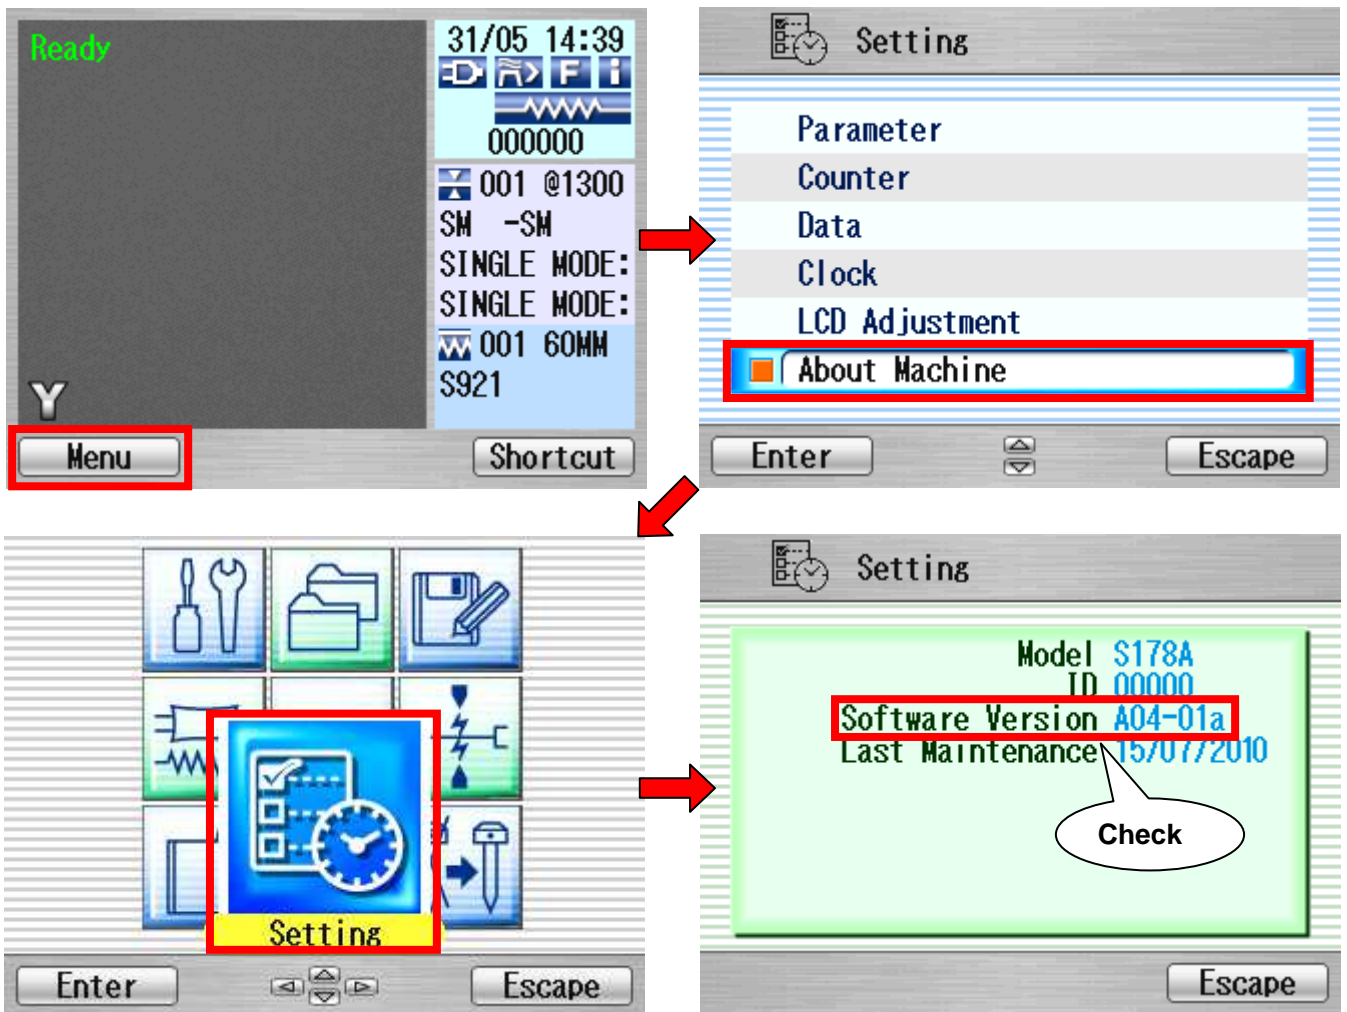 Ready
31/05 14:39
F i
000000
001 @1300
SM -SM
SINGLE MODE:
SINGLE MODE:
001 60MM
S921
Y
Menu
Shortcut
Setting
Parameter
Counter
Data
Clock
LCD Adjustment
About Machine
Enter
Escape
Setting
Enter
Escape
Setting
Model S178A
ID 00000
Software Version A04-01a
Last Maintenance 15/07/2010
Check
Escape